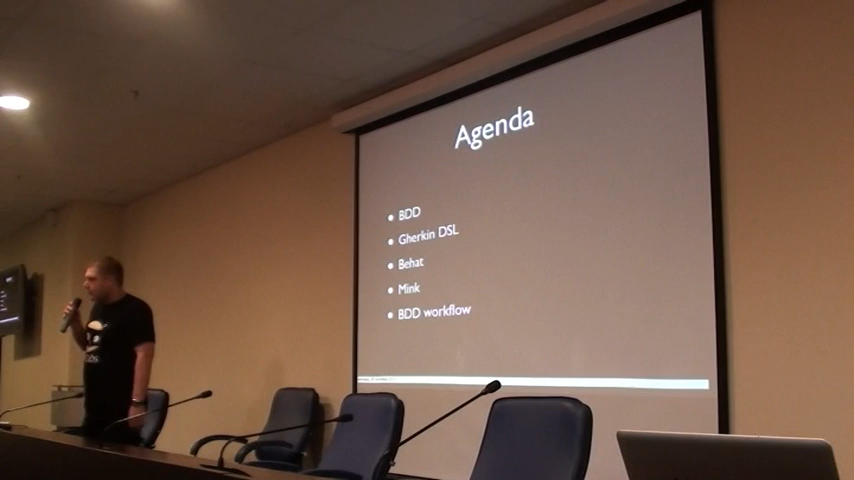 Agenda
BDD
Gherkin DSL
Behat
Mink
BDD workflow